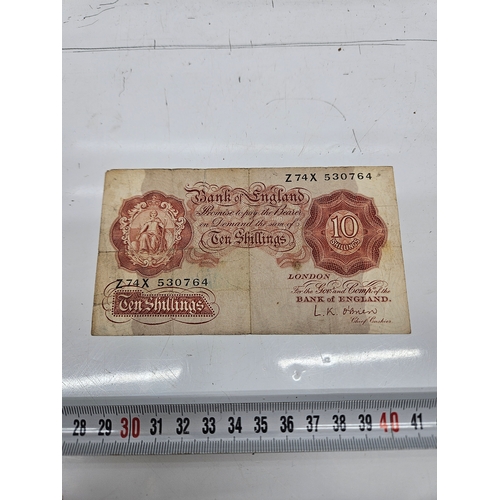 Z74X 530764
Bank of England
Promise to pay the Bearer
on Demand the sum of
Ten Shillings
10
SHILLINGS
Z74X 530764
Ten Shillings
LONDON
For the Govr and Compa of the
BANK OF ENGLAND.
L.K. O'Brien
Chief Cashier
28 29 30 31 32 33 34 35 36 37 38 39 40 41